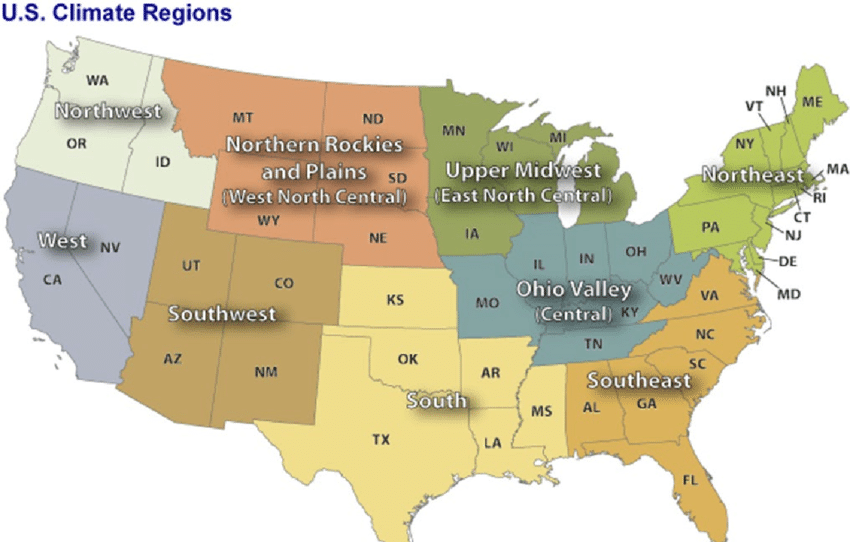 U.S. Climate Regions
WA
Northwest
OR
ID
MT
ND
Northern Rockies
and Plains
(West North Central)
SD
WY
NE
MN
WI
MI
Upper Midwest
(East North Central)
IA
NH
VT
ME
NY
Northeast
MA
RI
CT
NJ
PA
DE
MD
West
NV
CA
UT
CO
Southwest
AZ
NM
KS
OK
AR
South
TX
LA
MS
IL
IN
OH
WV
Ohio Valley
(Central)
MO
KY
TN
VA
NC
SC
Southeast
AL
GA
FL